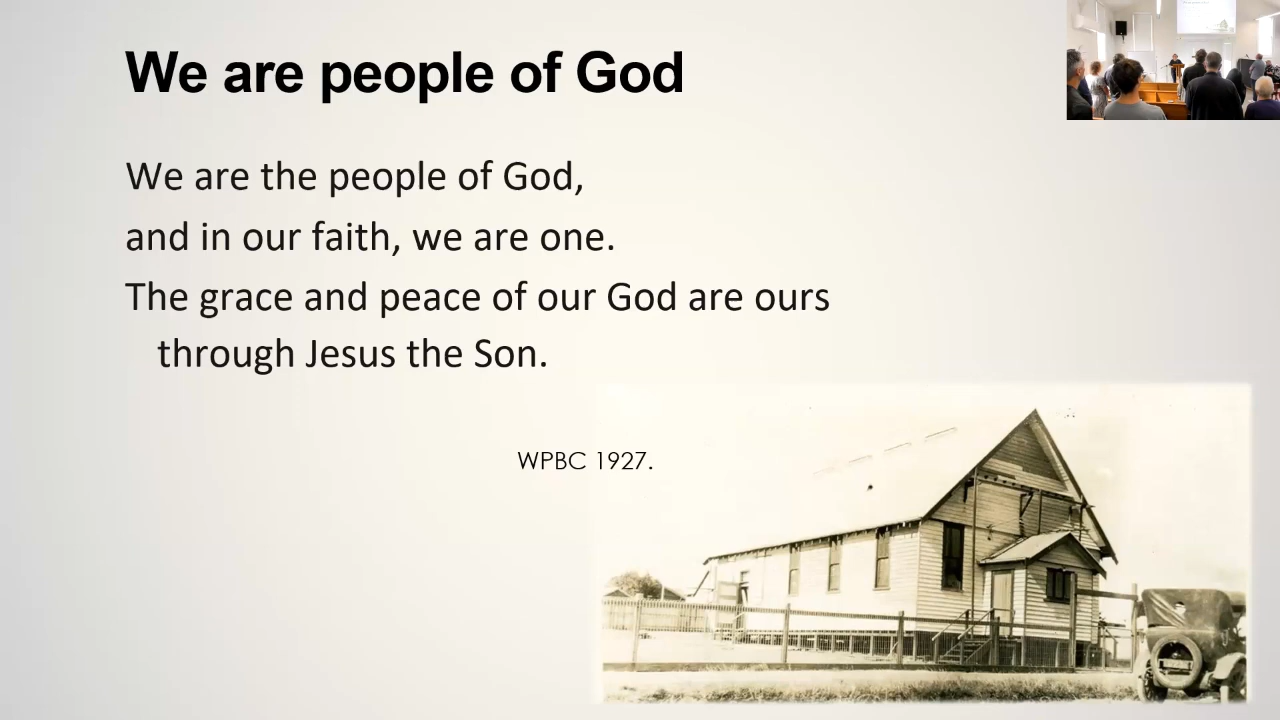 We are people of God
We are the people of God,
and in our faith, we are one.
The grace and peace of our God are ours
through Jesus the Son.
WPBC 1927.